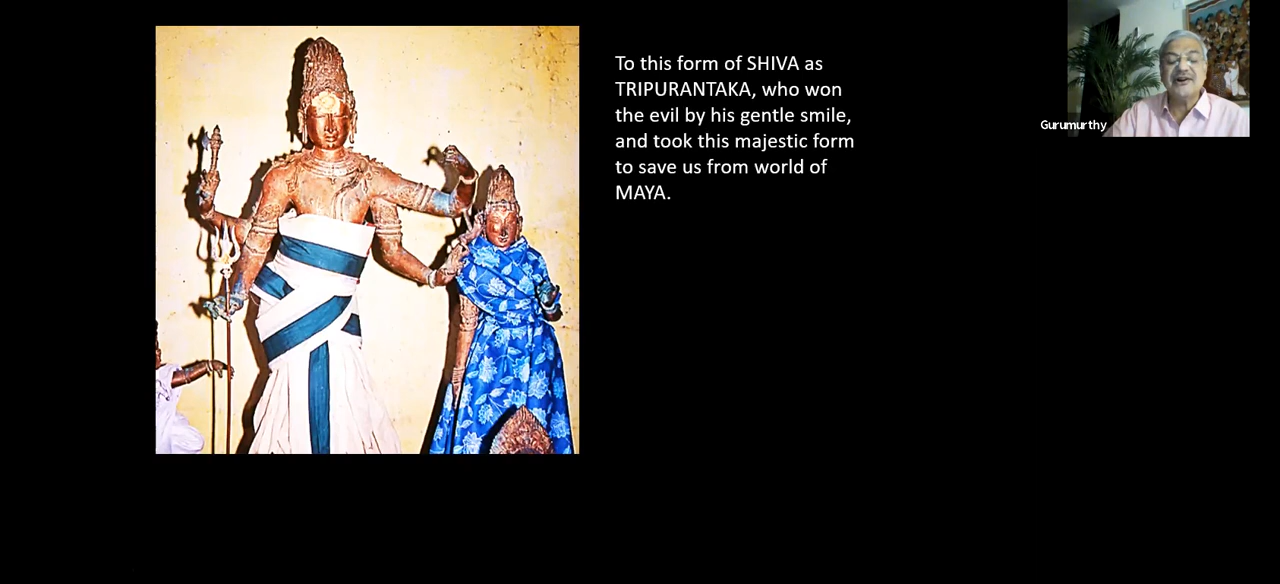 To this form of SHIVA as
TRIPURANTAKA, who won
the evil by his gentle smile,
and took this majestic form
to save us from world of
MAYA.
Gurumurthy